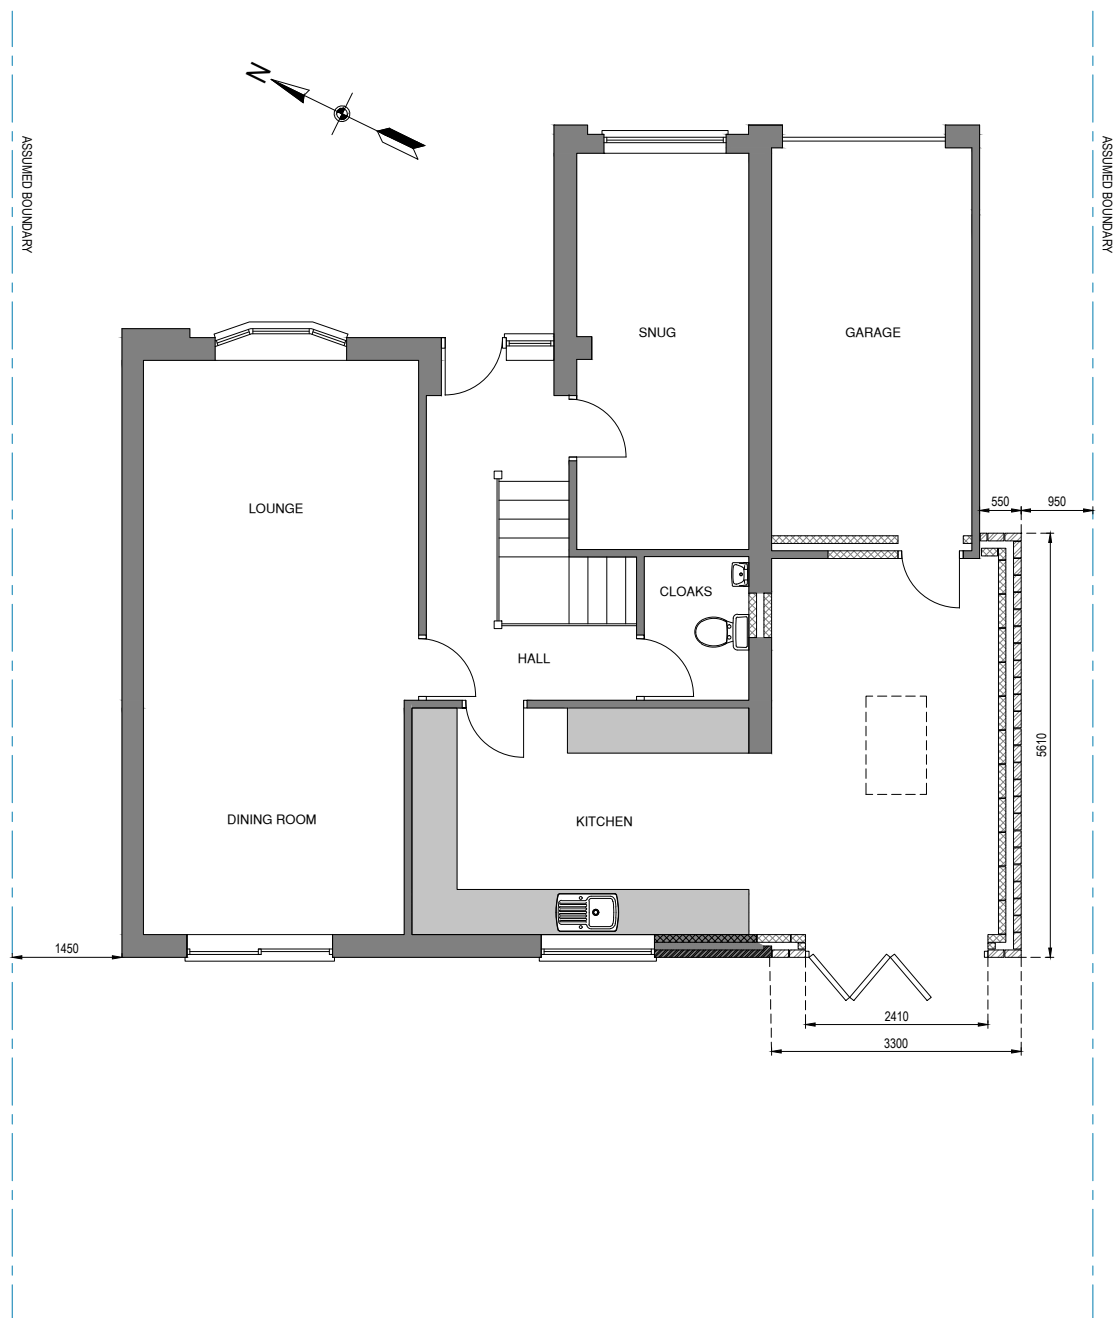 N
ASSUMED BOUNDARY
ASSUMED BOUNDARY
SNUG
GARAGE
LOUNGE
550
950
CLOAKS
HALL
5610
DINING ROOM
KITCHEN
1450
2410
3300